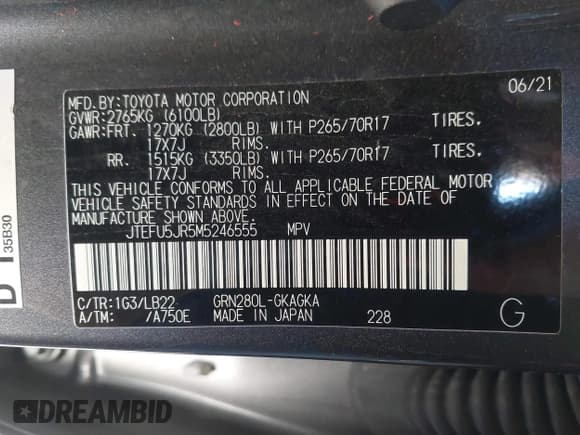 MFD.BY:TOYOTA MOTOR CORPORATION 06/21
GVWR:2765KG (6100LB)
GAWR:FRT. 1270KG (2800LB) WITH P265/70R17 TIRES.
17X7J RIMS.
RR. 1515KG (3350LB) WITH P265/70R17 TIRES.
17X7J RIMS.
THIS VEHICLE CONFORMS TO ALL APPLICABLE FEDERAL MOTOR
VEHICLE SAFETY STANDARDS IN EFFECT ON THE DATE OF
MANUFACTURE SHOWN ABOVE.
JTEFU5JR5M5246555 MPV
C/TR:1G3/LB22 GRN280L-GKAGKA
A/TM: /A750E MADE IN JAPAN 228 G
35B30
DREAMBID